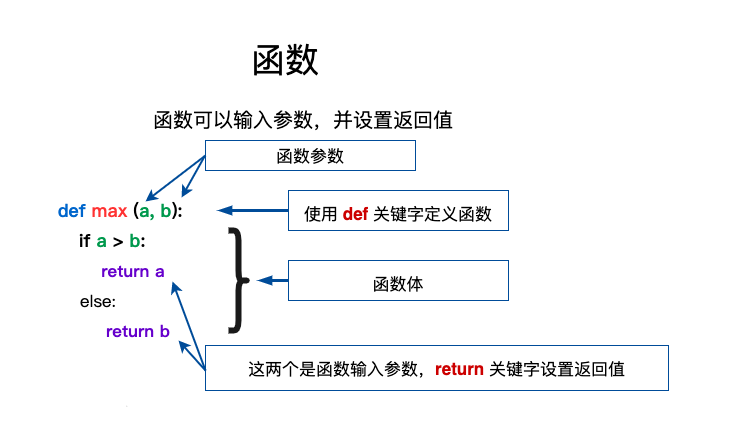 函数
函数可以输入参数，并设置返回值
函数参数
def max (a, b):
使用 def 关键字定义函数
if a > b:
return a
函数体
else:
return b
这两个是函数输入参数，return 关键字设置返回值